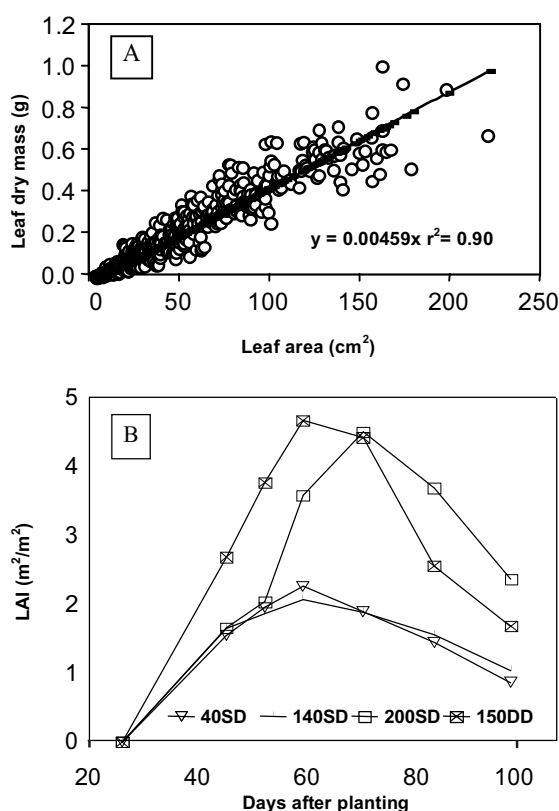 A
1.2
1.0
0.8
0.6
0.4
0.2
0.0
Leaf dry mass (g)
y = 0.00459x r²= 0.90
0 50 100 150 200 250
Leaf area (cm²)
B
5
4
3
2
1
0
LAI (m²/m²)
40SD 140SD 200SD 150DD
20 40 60 80 100
Days after planting